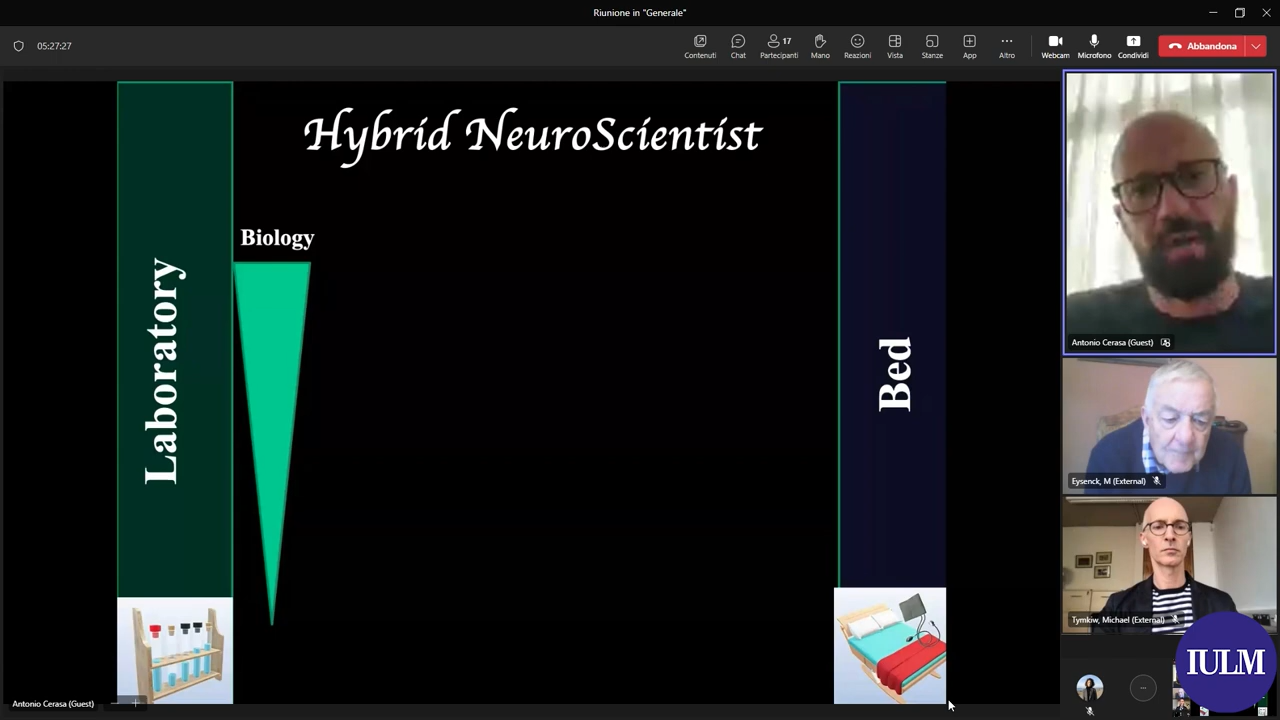 Riunione in "Generale"
05:27:27
Contenuti
Chat
17
Partecipanti
Mano
Reazioni
Vista
Stanze
App
Altro
Webcam
Microfono
Condividi
Abbandona
Hybrid NeuroScientist
Biology
Laboratory
Bed
Antonio Cerasa (Guest)
Eysenck, M (External)
Tymkiw, Michael (External)
IULM
Antonio Cerasa (Guest)